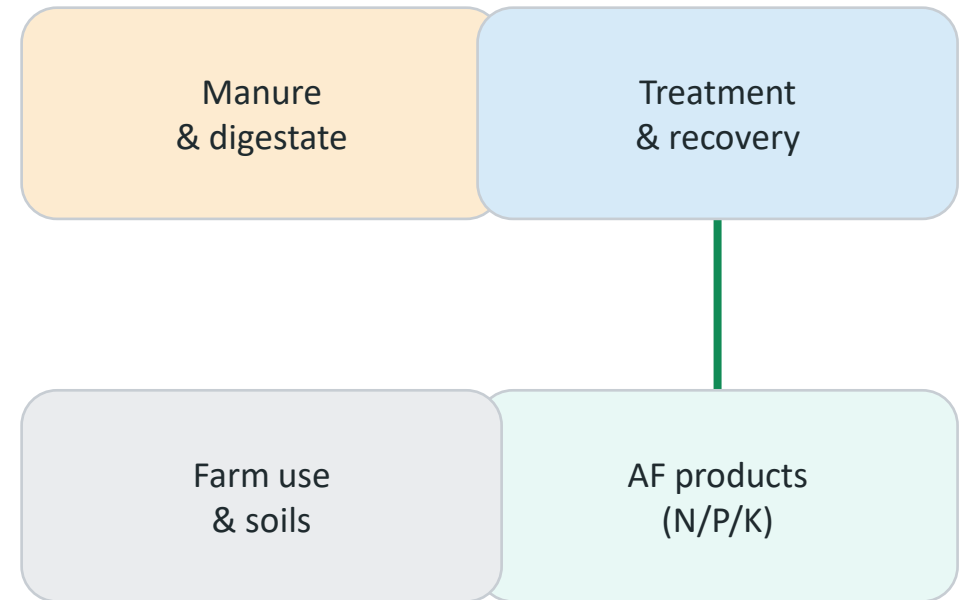 Manure
& digestate
Treatment
& recovery
Farm use
& soils
AF products
(N/P/K)